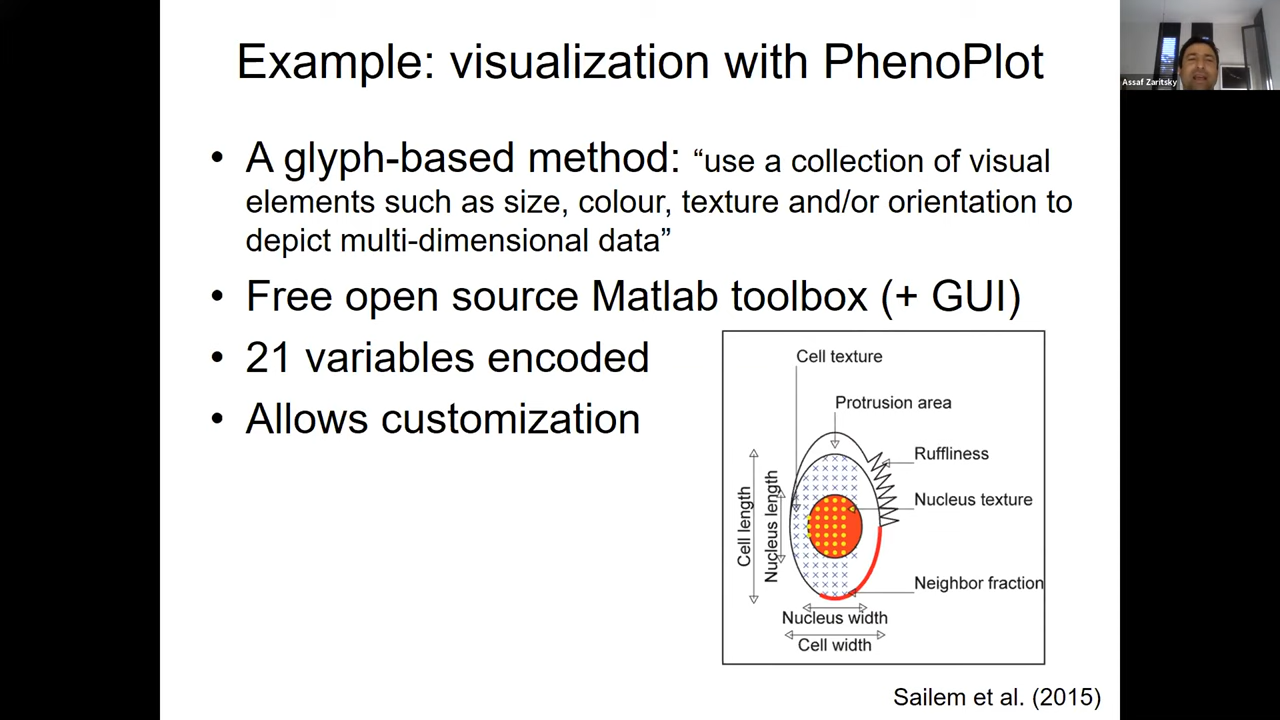 Example: visualization with PhenoPlot
Assaf Zaritsky
• A glyph-based method: “use a collection of visual
elements such as size, colour, texture and/or orientation to
depict multi-dimensional data”
• Free open source Matlab toolbox (+ GUI)
• 21 variables encoded
• Allows customization
Cell texture
Protrusion area
Ruffliness
Nucleus texture
Cell length
Nucleus length
Neighbor fraction
Nucleus width
Cell width
Sailem et al. (2015)